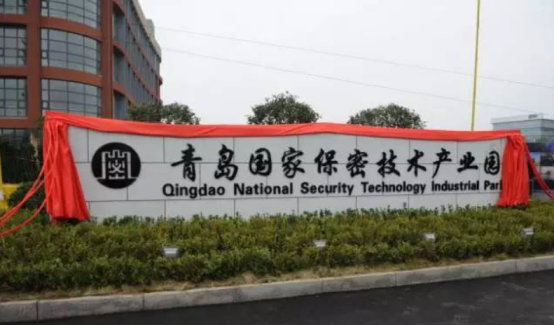 青岛国家保密技术产业园
Qingdao National Security Technology Industrial Park